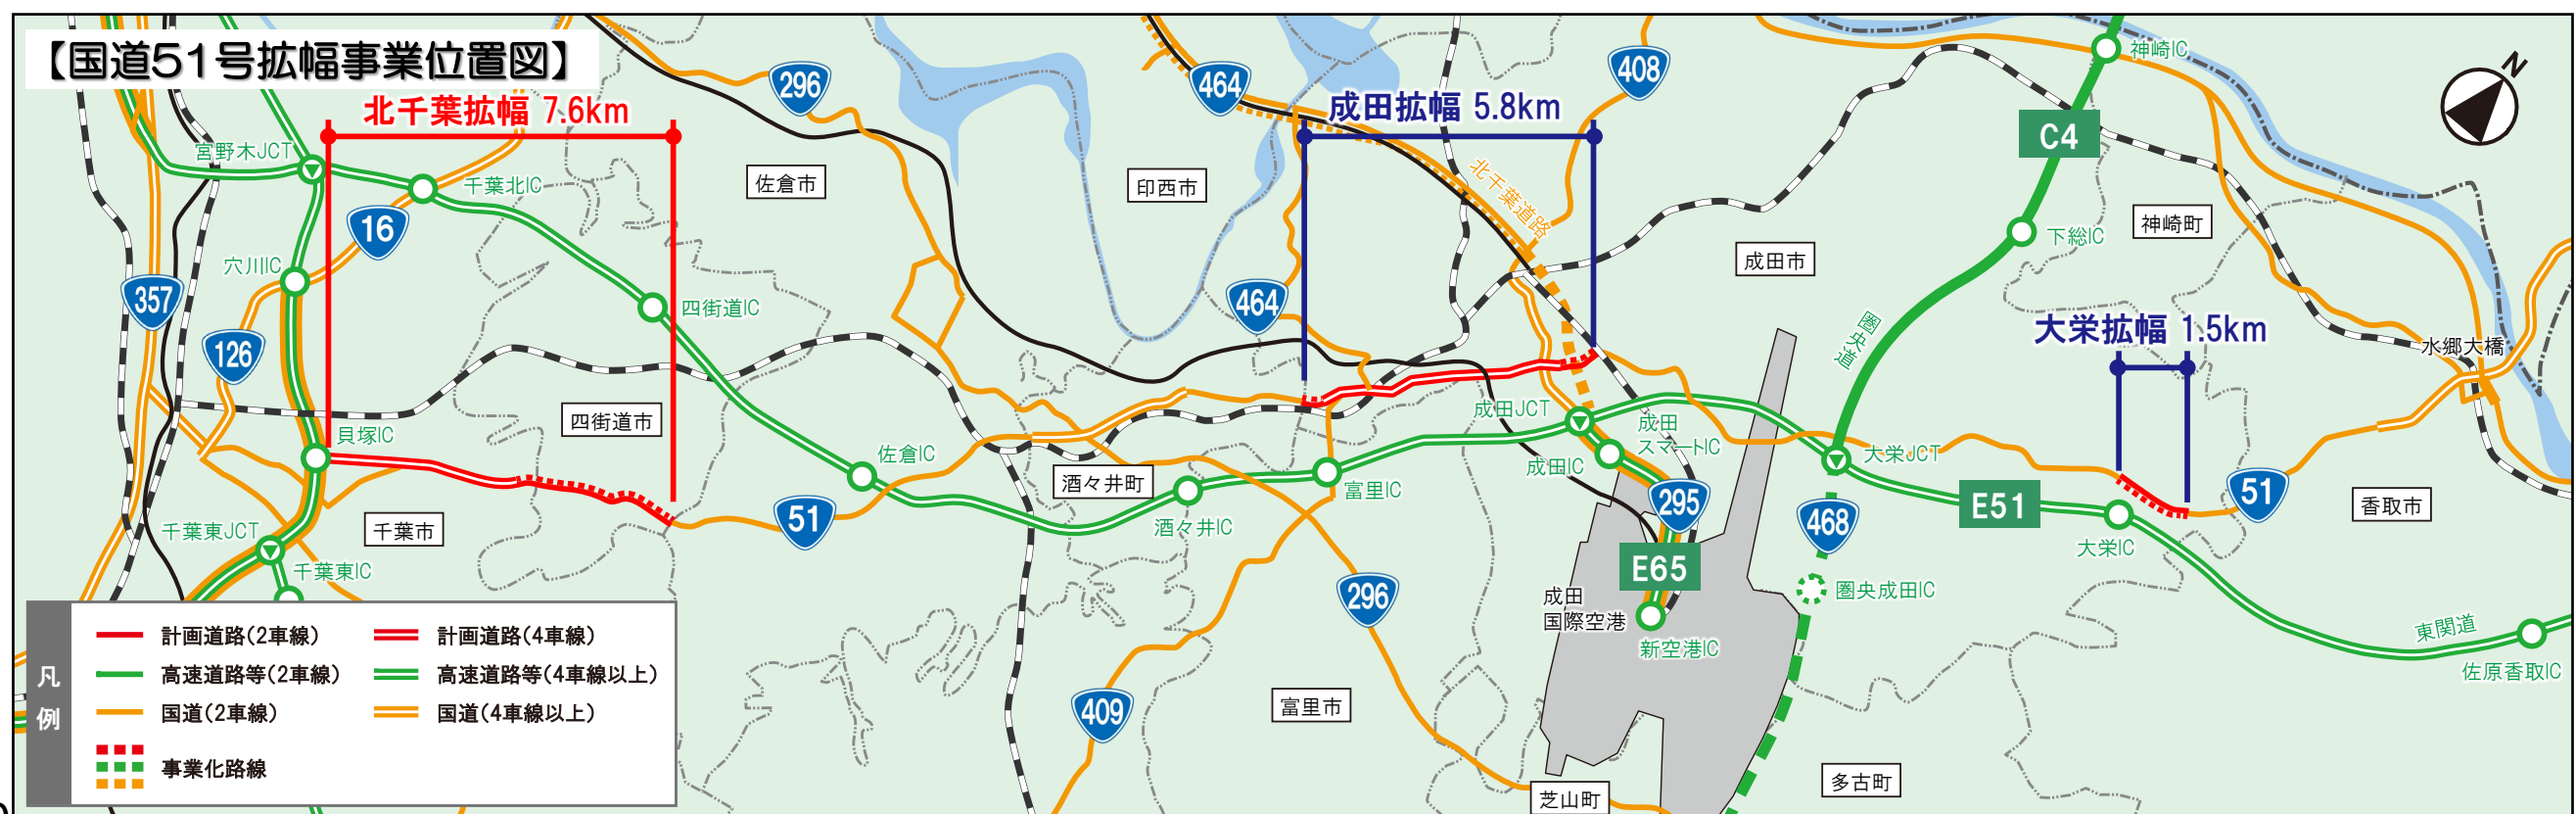 【国道51号拡幅事業位置図】
北千葉拡幅 7.6km
成田拡幅 5.8km
大栄拡幅 1.5km
N
296
464
408
神崎IC
C4
宮野木JCT
千葉北IC
佐倉市
印西市
北千葉道路
16
下総IC
神崎町
穴川IC
357
四街道IC
464
成田市
126
圏央道
水郷大橋
四街道市
貝塚IC
佐倉IC
酒々井町
富里IC
成田JCT
成田
スマートIC
成田IC
大栄JCT
51
香取市
千葉東JCT
千葉市
51
酒々井IC
295
468
E51
大栄IC
千葉東IC
E65
296
成田
国際空港
新空港IC
圏央成田IC
東関道
佐原香取IC
409
富里市
芝山町
多古町
凡
例
計画道路(2車線)
計画道路(4車線)
高速道路等(2車線)
高速道路等(4車線以上)
国道(2車線)
国道(4車線以上)
事業化路線